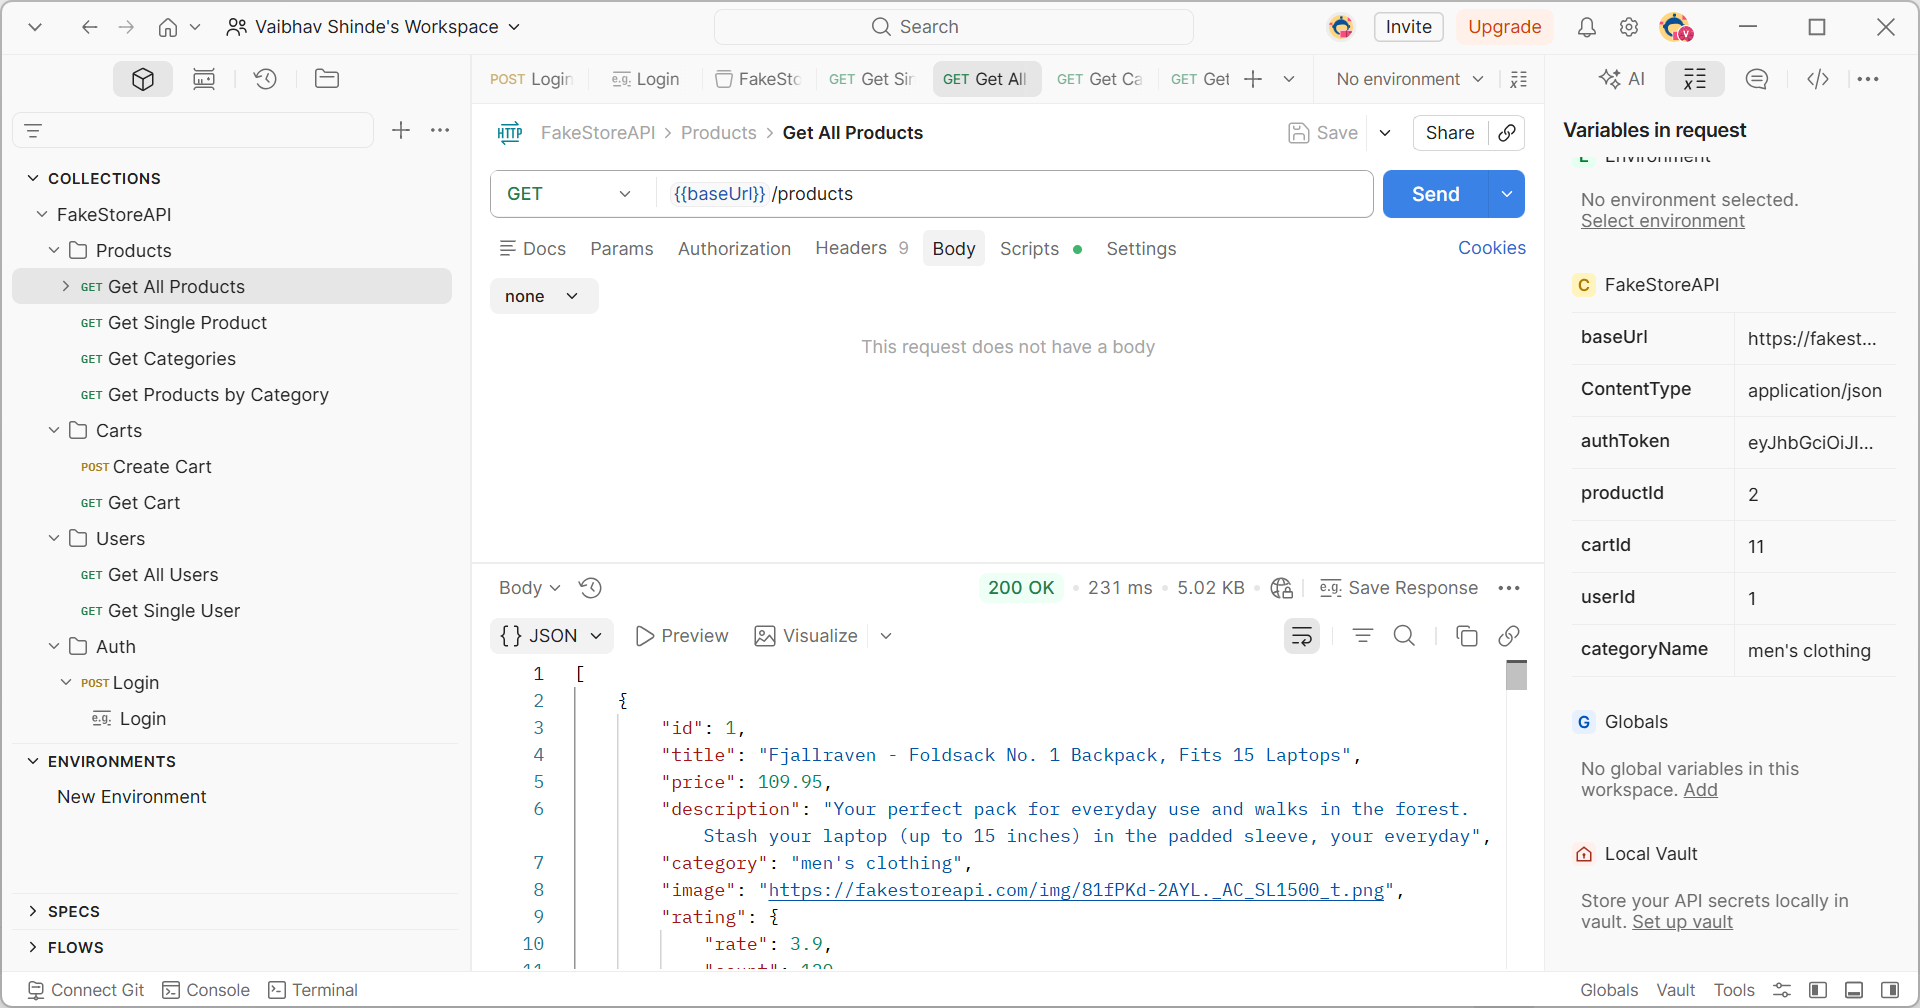 Vaibhav Shinde's Workspace
Search
Invite
Upgrade
POST Login
e.g. Login
FakeSto
GET Get Sin
GET Get All
GET Get Ca
GET Get
No environment
AI
COLLECTIONS
FakeStoreAPI
Products
GET Get All Products
GET Get Single Product
GET Get Categories
GET Get Products by Category
Carts
POST Create Cart
GET Get Cart
Users
GET Get All Users
GET Get Single User
Auth
POST Login
e.g. Login
ENVIRONMENTS
New Environment
SPECS
FLOWS
HTTP FakeStoreAPI > Products > Get All Products
Save
Share
GET
{{baseUrl}} /products
Send
Docs
Params
Authorization
Headers 9
Body
Scripts
Settings
Cookies
none
This request does not have a body
Body
200 OK
231 ms
5.02 KB
e.g. Save Response
{ } JSON
Preview
Visualize
1 [
2 {
3 "id": 1,
4 "title": "Fjallraven - Foldsack No. 1 Backpack, Fits 15 Laptops",
5 "price": 109.95,
6 "description": "Your perfect pack for everyday use and walks in the forest.
Stash your laptop (up to 15 inches) in the padded sleeve, your everyday",
7 "category": "men's clothing",
8 "image": "https://fakestoreapi.com/img/81fPKd-2AYL._AC_SL1500_t.png",
9 "rating": {
10 "rate": 3.9,
11 "count": 120
Variables in request
E Environment
No environment selected.
Select environment
C FakeStoreAPI
baseUrl https://fakest...
ContentType application/json
authToken eyJhbGciOiJI...
productId 2
cartId 11
userId 1
categoryName men's clothing
G Globals
No global variables in this
workspace. Add
Local Vault
Store your API secrets locally in
vault. Set up vault
Connect Git
Console
Terminal
Globals
Vault
Tools